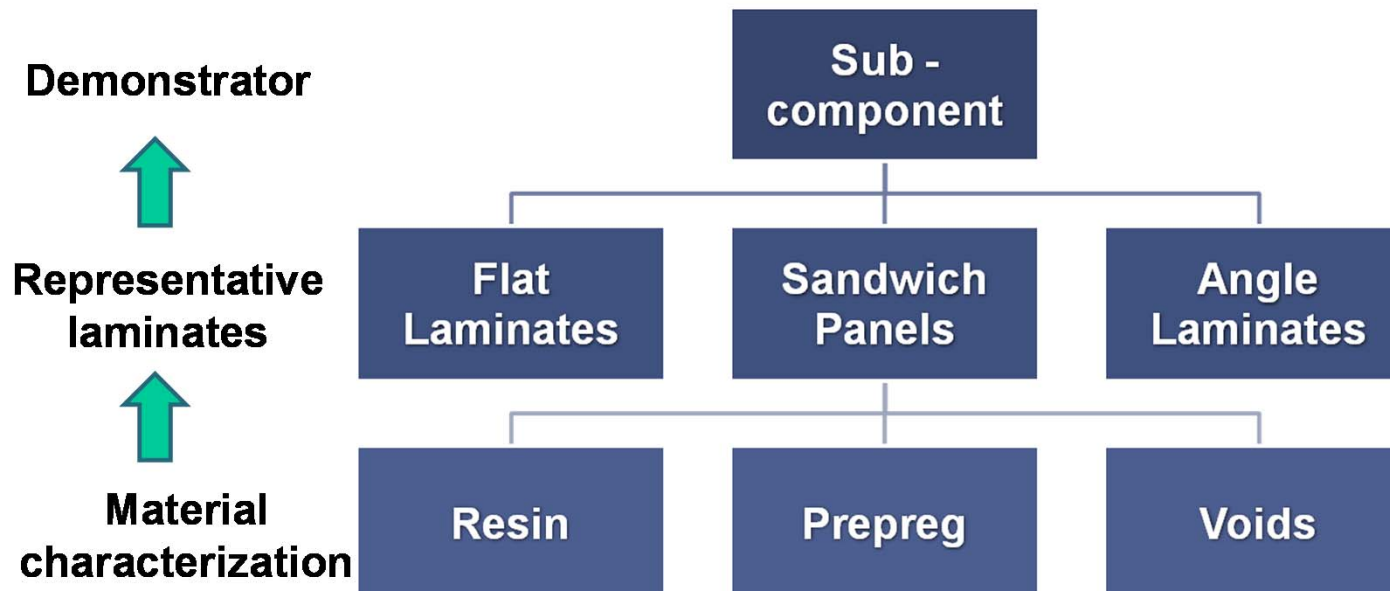 Demonstrator
Sub -
component
Representative
laminates
Flat
Laminates
Sandwich
Panels
Angle
Laminates
Material
characterization
Resin
Prepreg
Voids